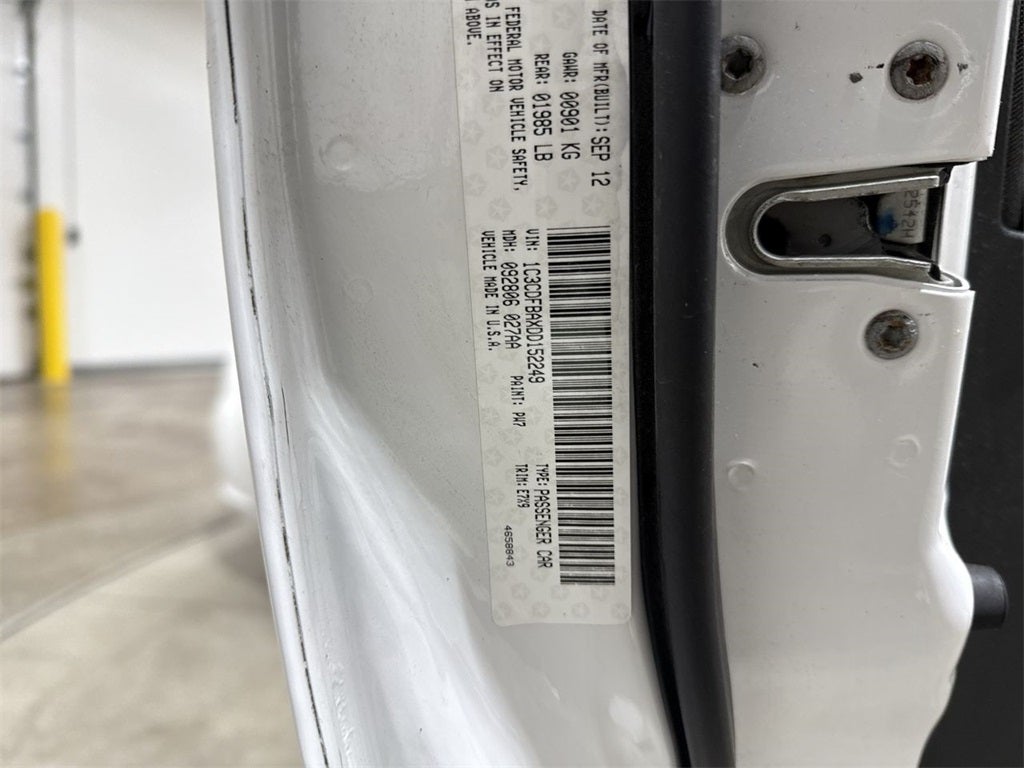 DATE OF MFR(BUILT): SEP 12
GAWR: 00901 KG
REAR: 01985 LB
FEDERAL MOTOR VEHICLE SAFETY,
IN EFFECT ON
ABOVE.
VIN: 1C3CDFBAXDD152249
TYPE: PASSENGER CAR
MDH: 092806 027AA PAINT: PW7 TRIM: E7X9
VEHICLE MADE IN U.S.A.
4658843
2542H